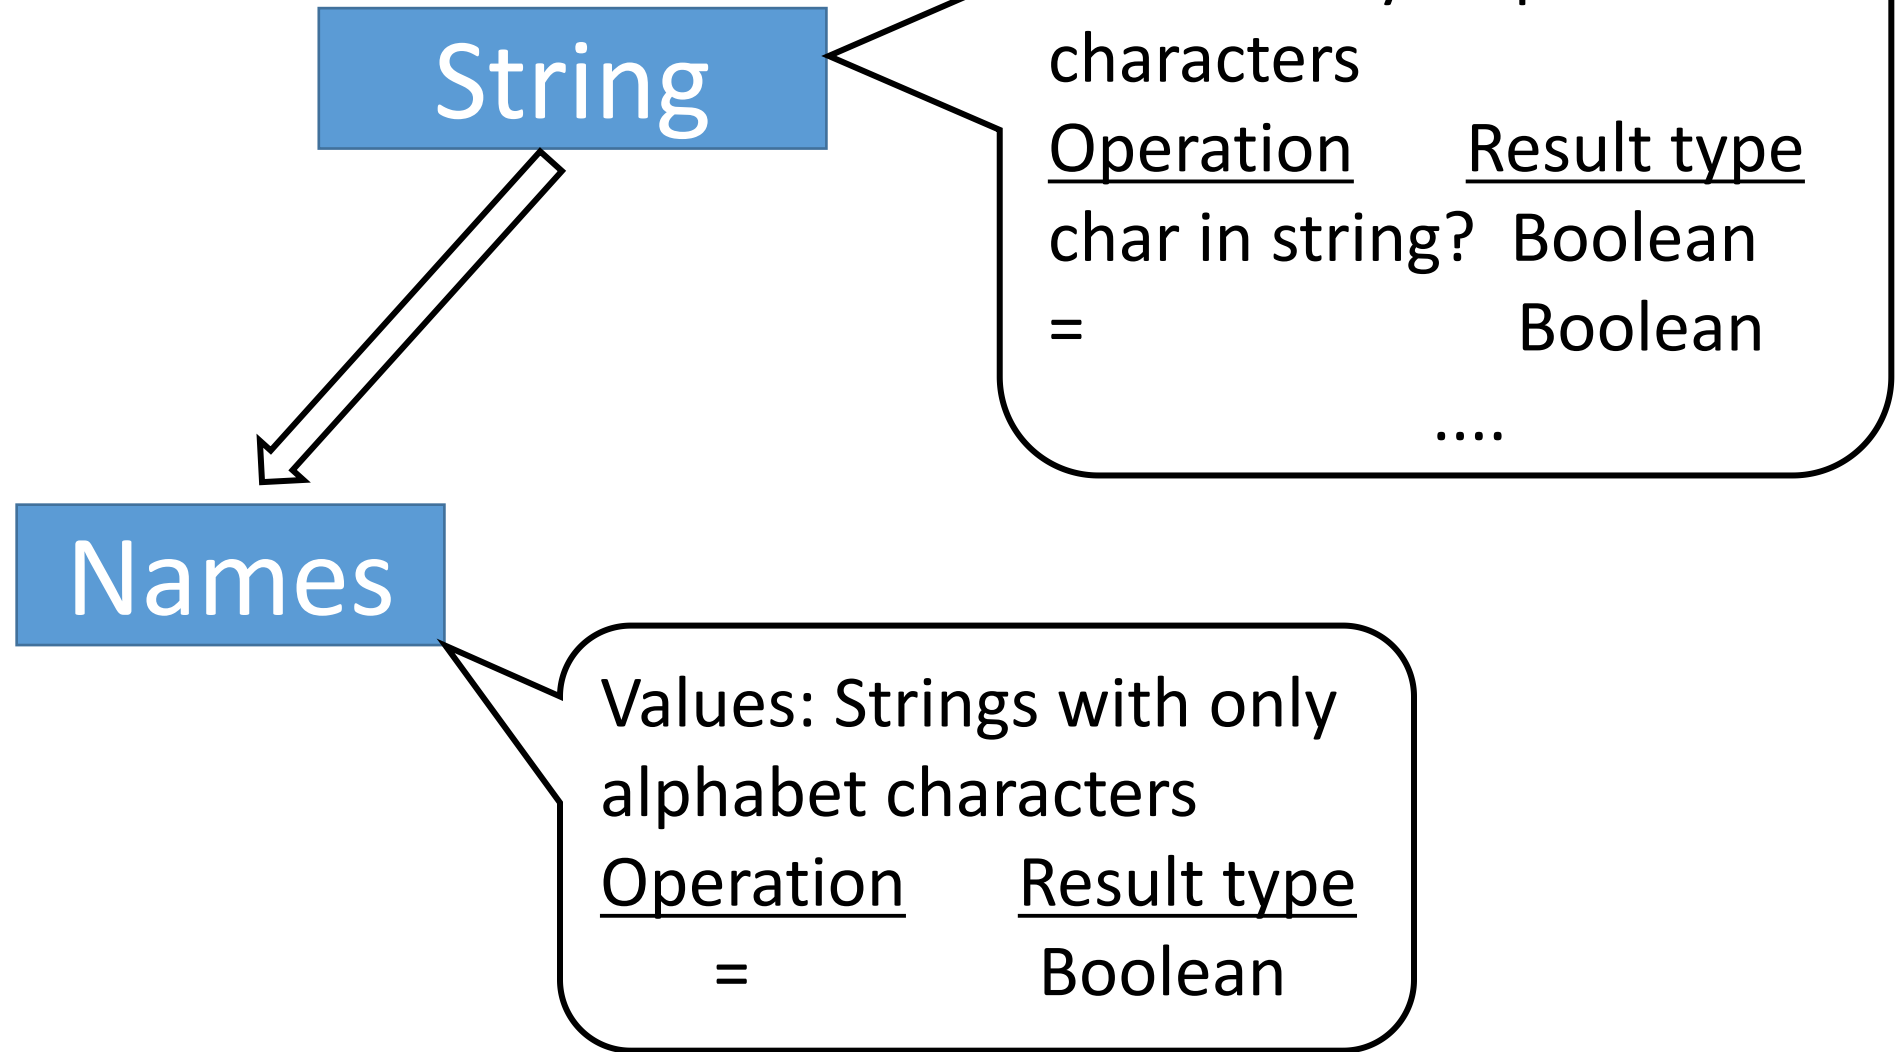 String
characters
Operation Result type
char in string? Boolean
= Boolean
....
Names
Values: Strings with only
alphabet characters
Operation Result type
= Boolean